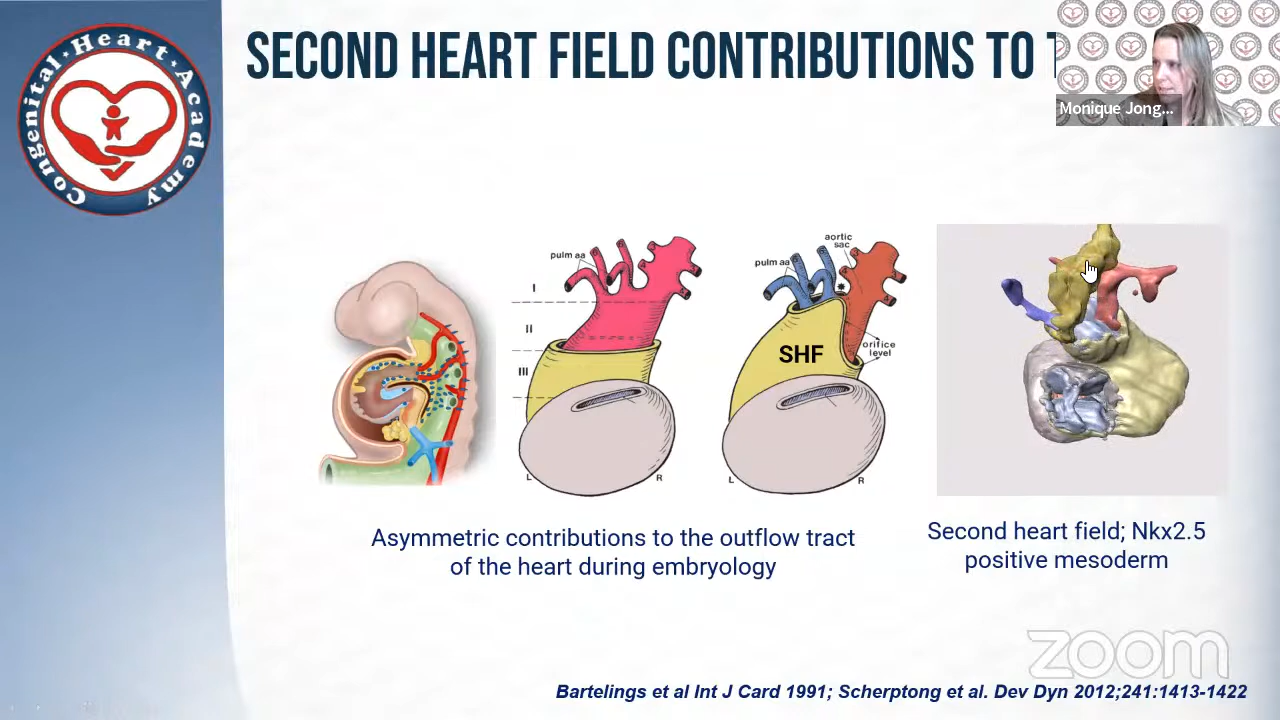 Congenital Heart Academy
SECOND HEART FIELD CONTRIBUTIONS TO T
Monique Jong...
pulm aa
I
II
III
L
R
pulm aa
aortic
sac
*
SHF
orifice
level
L
R
Asymmetric contributions to the outflow tract
of the heart during embryology
Second heart field; Nkx2.5
positive mesoderm
zoom
Bartelings et al Int J Card 1991; Scherptong et al. Dev Dyn 2012;241:1413-1422